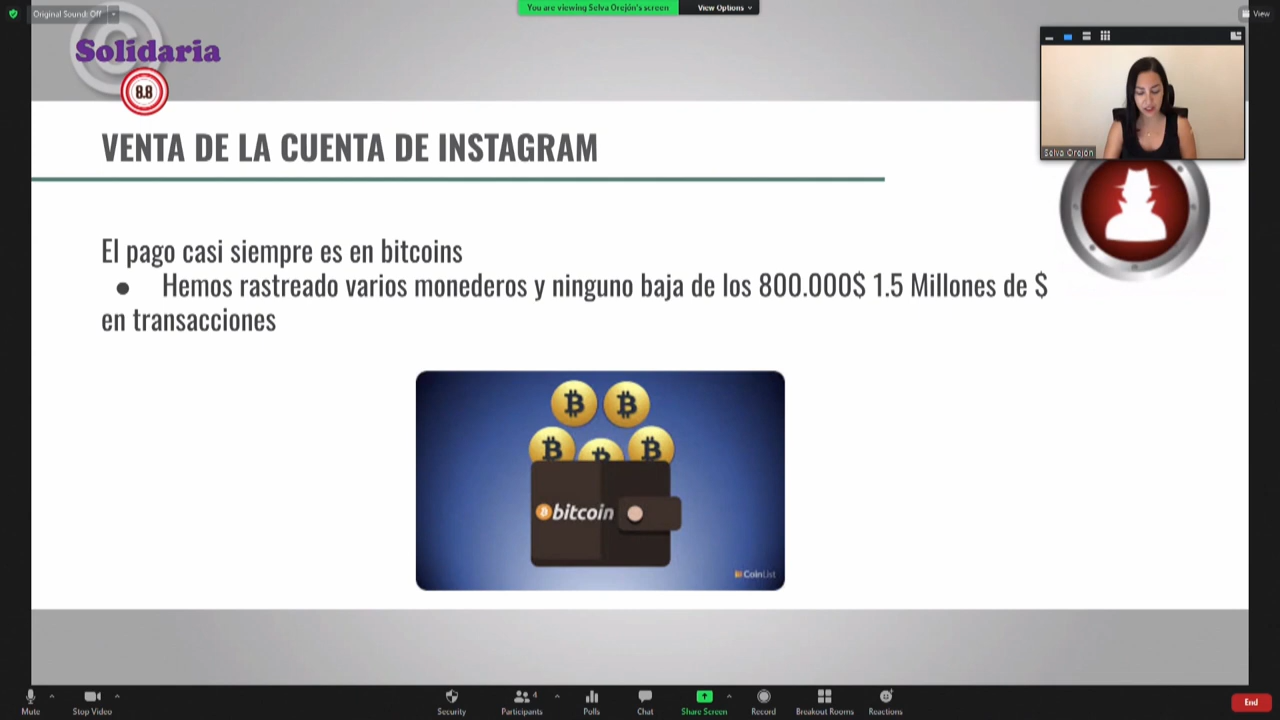 Original Sound: Off
You are viewing Selva Orejón's screen
View Options
View
Solidaria
8.8
Selva Orejón
VENTA DE LA CUENTA DE INSTAGRAM
El pago casi siempre es en bitcoins
● Hemos rastreado varios monederos y ninguno baja de los 800.000$ 1.5 Millones de $
en transacciones
bitcoin
CoinList
Mute
Stop Video
Security
Participants 4
Polls
Chat
Share Screen
Record
Breakout Rooms
Reactions
End